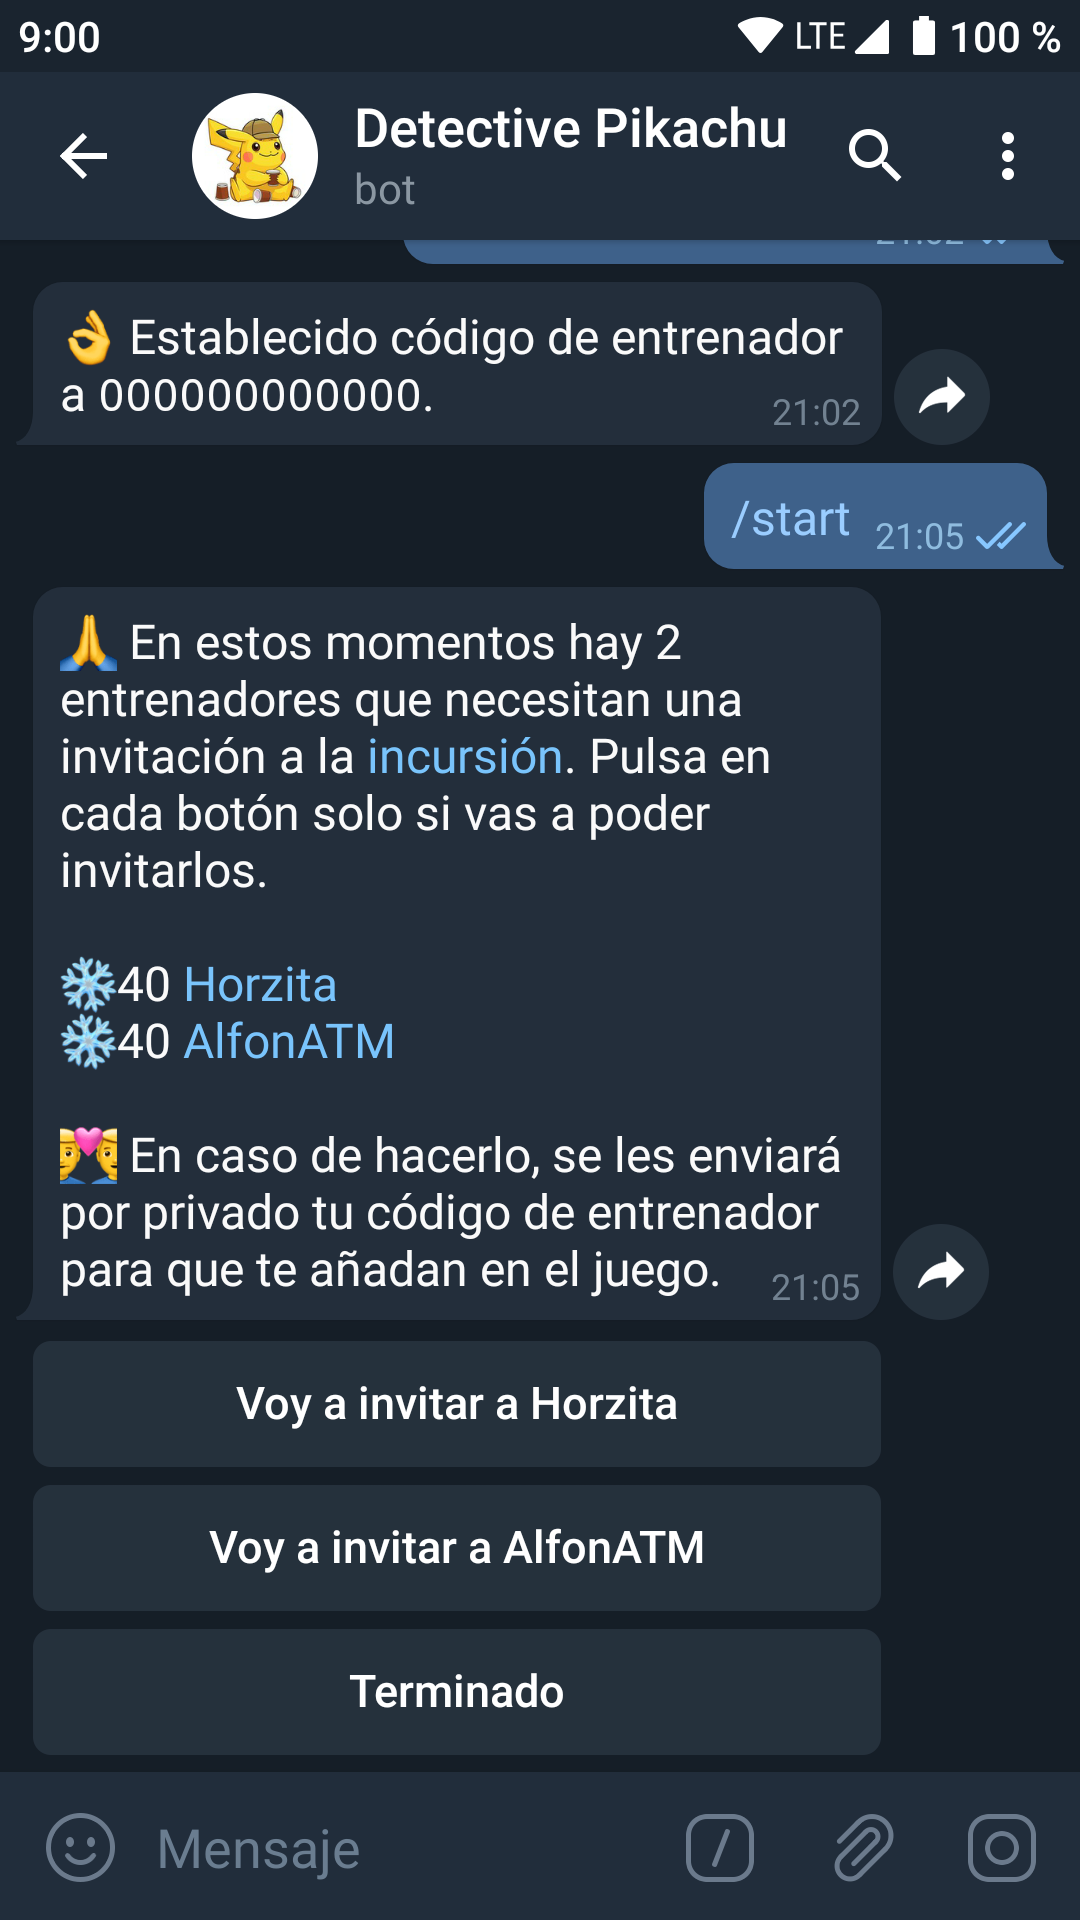 9:00 LTE 100 %
Detective Pikachu
bot
21:02
👌 Establecido código de entrenador
a 000000000000.
21:02
/start 21:05
🙏 En estos momentos hay 2
entrenadores que necesitan una
invitación a la incursión. Pulsa en
cada botón solo si vas a poder
invitarlos.
❄️40 Horzita
❄️40 AlfonATM
👨‍❤️‍👨 En caso de hacerlo, se les enviará
por privado tu código de entrenador
para que te añadan en el juego.
21:05
Voy a invitar a Horzita
Voy a invitar a AlfonATM
Terminado
Mensaje